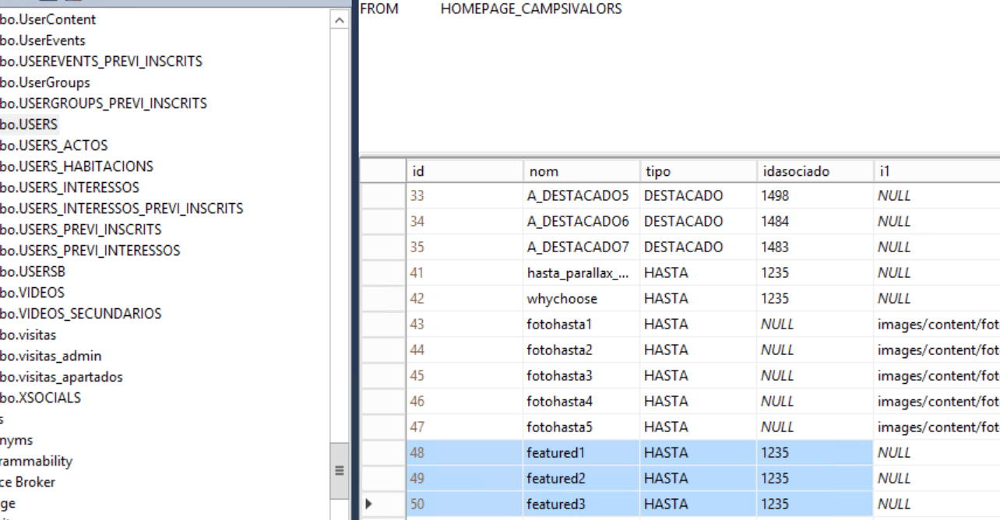 bo.UserContent
bo.UserEvents
bo.USEREVENTS_PREVI_INSCRITS
bo.UserGroups
bo.USERGROUPS_PREVI_INSCRITS
bo.USERS
bo.USERS_ACTOS
bo.USERS_HABITACIONS
bo.USERS_INTERESSOS
bo.USERS_INTERESSOS_PREVI_INSCRITS
bo.USERS_PREVI_INSCRITS
bo.USERS_PREVI_INTERESSOS
bo.USERSB
bo.VIDEOS
bo.VIDEOS_SECUNDARIOS
bo.visitas
bo.visitas_admin
bo.visitas_apartados
bo.XSOCIALS
s
nyms
rammability
ce Broker
ge
FROM HOMEPAGE_CAMPSIVALORS
id nom tipo idasociado i1
33 A_DESTACADO5 DESTACADO 1498 NULL
34 A_DESTACADO6 DESTACADO 1484 NULL
35 A_DESTACADO7 DESTACADO 1483 NULL
41 hasta_parallax_... HASTA 1235 NULL
42 whychoose HASTA 1235 NULL
43 fotohasta1 HASTA NULL images/content/fot
44 fotohasta2 HASTA NULL images/content/fot
45 fotohasta3 HASTA NULL images/content/fot
46 fotohasta4 HASTA NULL images/content/fot
47 fotohasta5 HASTA NULL images/content/fot
48 featured1 HASTA 1235 NULL
49 featured2 HASTA 1235 NULL
50 featured3 HASTA 1235 NULL